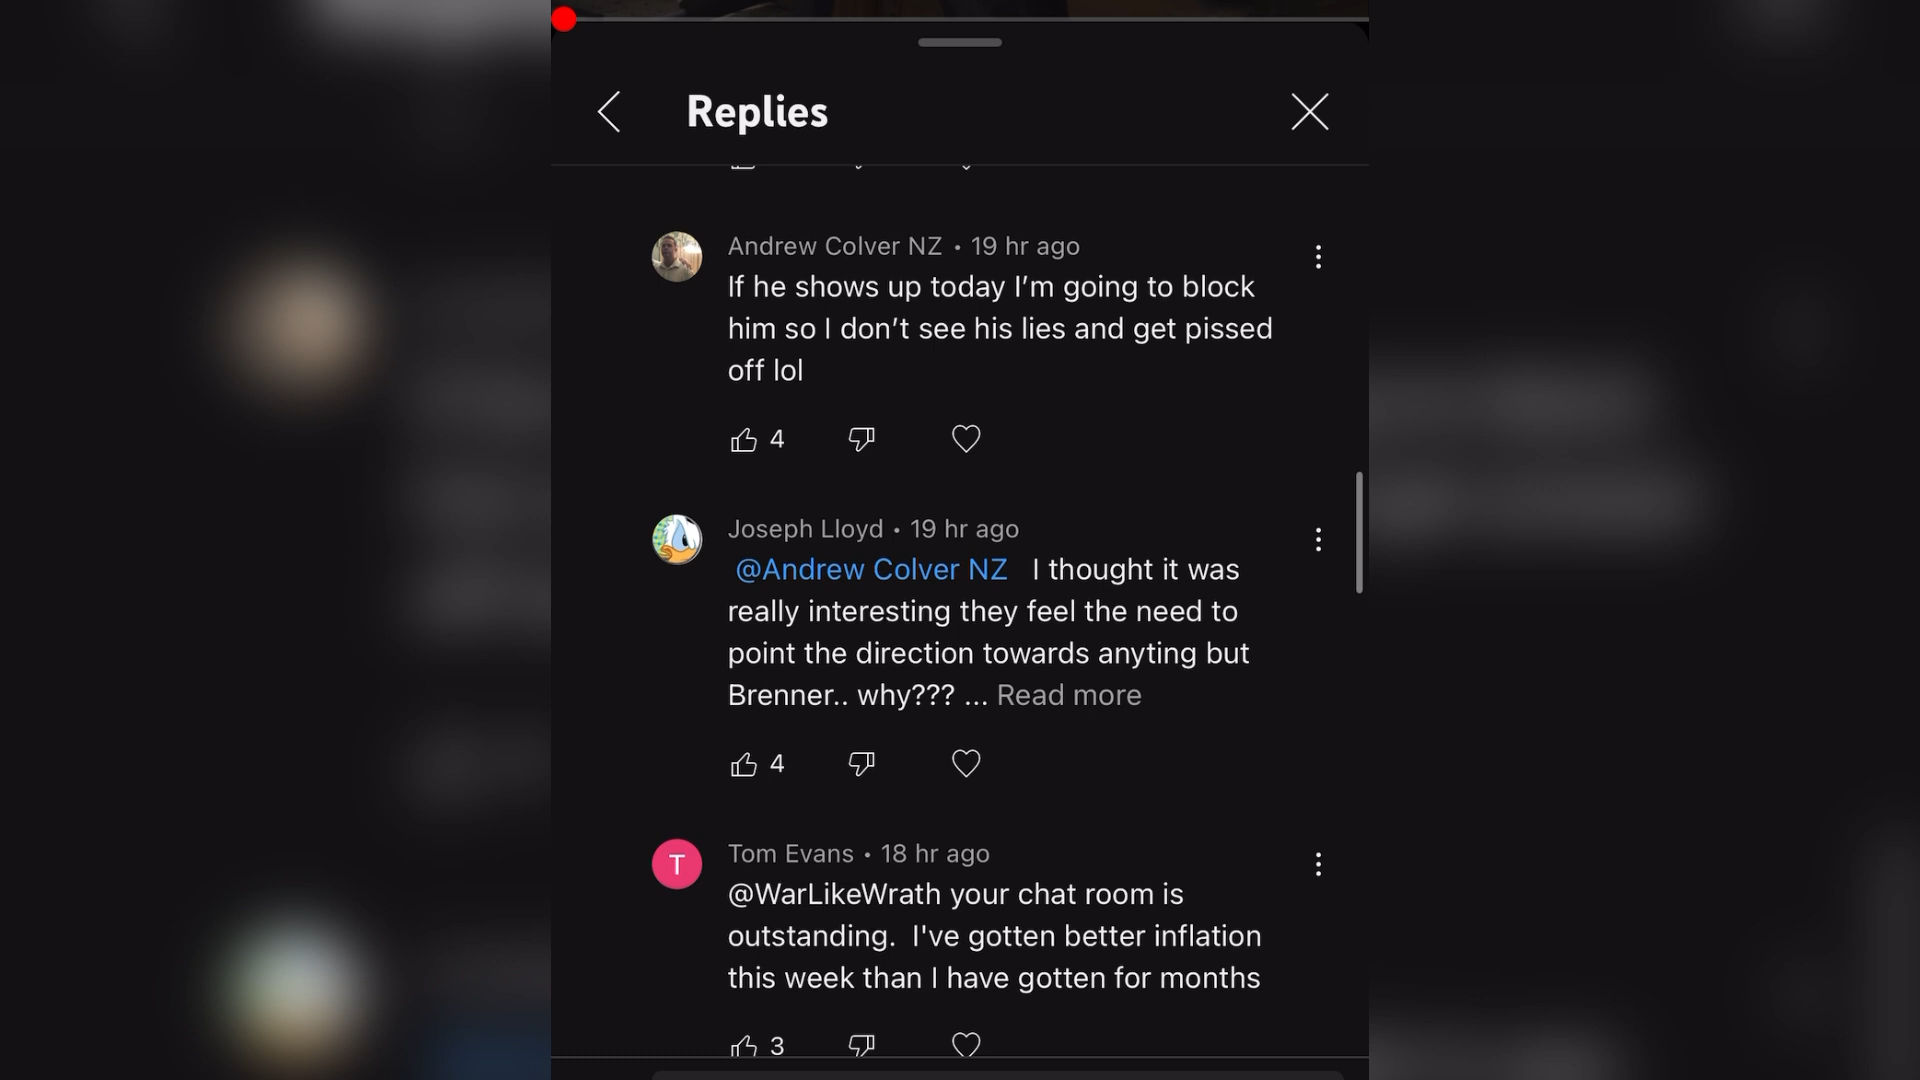 Replies
Andrew Colver NZ • 19 hr ago
If he shows up today I’m going to block
him so I don’t see his lies and get pissed
off lol
4
Joseph Lloyd • 19 hr ago
@Andrew Colver NZ I thought it was
really interesting they feel the need to
point the direction towards anyting but
Brenner.. why??? ... Read more
4
T
Tom Evans • 18 hr ago
@WarLikeWrath your chat room is
outstanding. I've gotten better inflation
this week than I have gotten for months
3